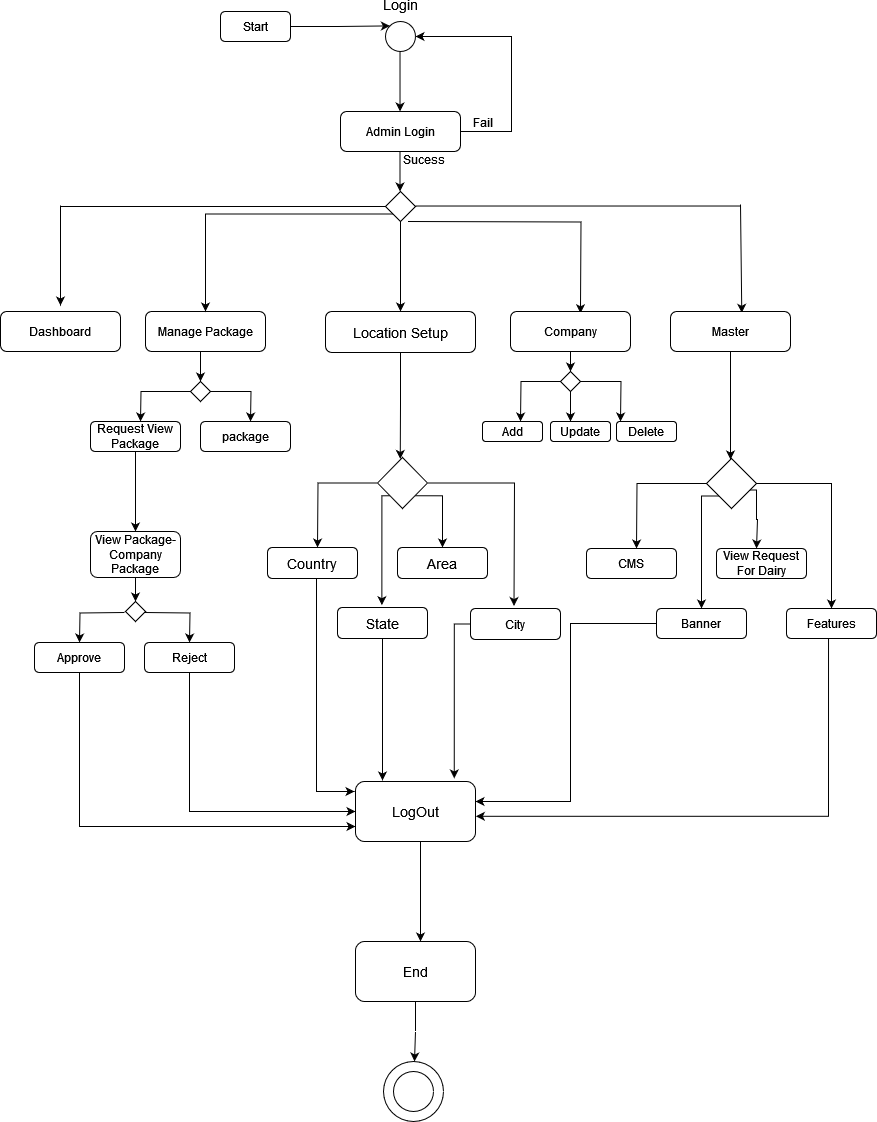 Login
Start
Fail
Admin Login
Sucess
Dashboard
Manage Package
Location Setup
Company
Master
Request View
Package
package
Add
Update
Delete
View Package-
Company
Package
Country
Area
CMS
View Request
For Dairy
State
City
Banner
Features
Approve
Reject
LogOut
End